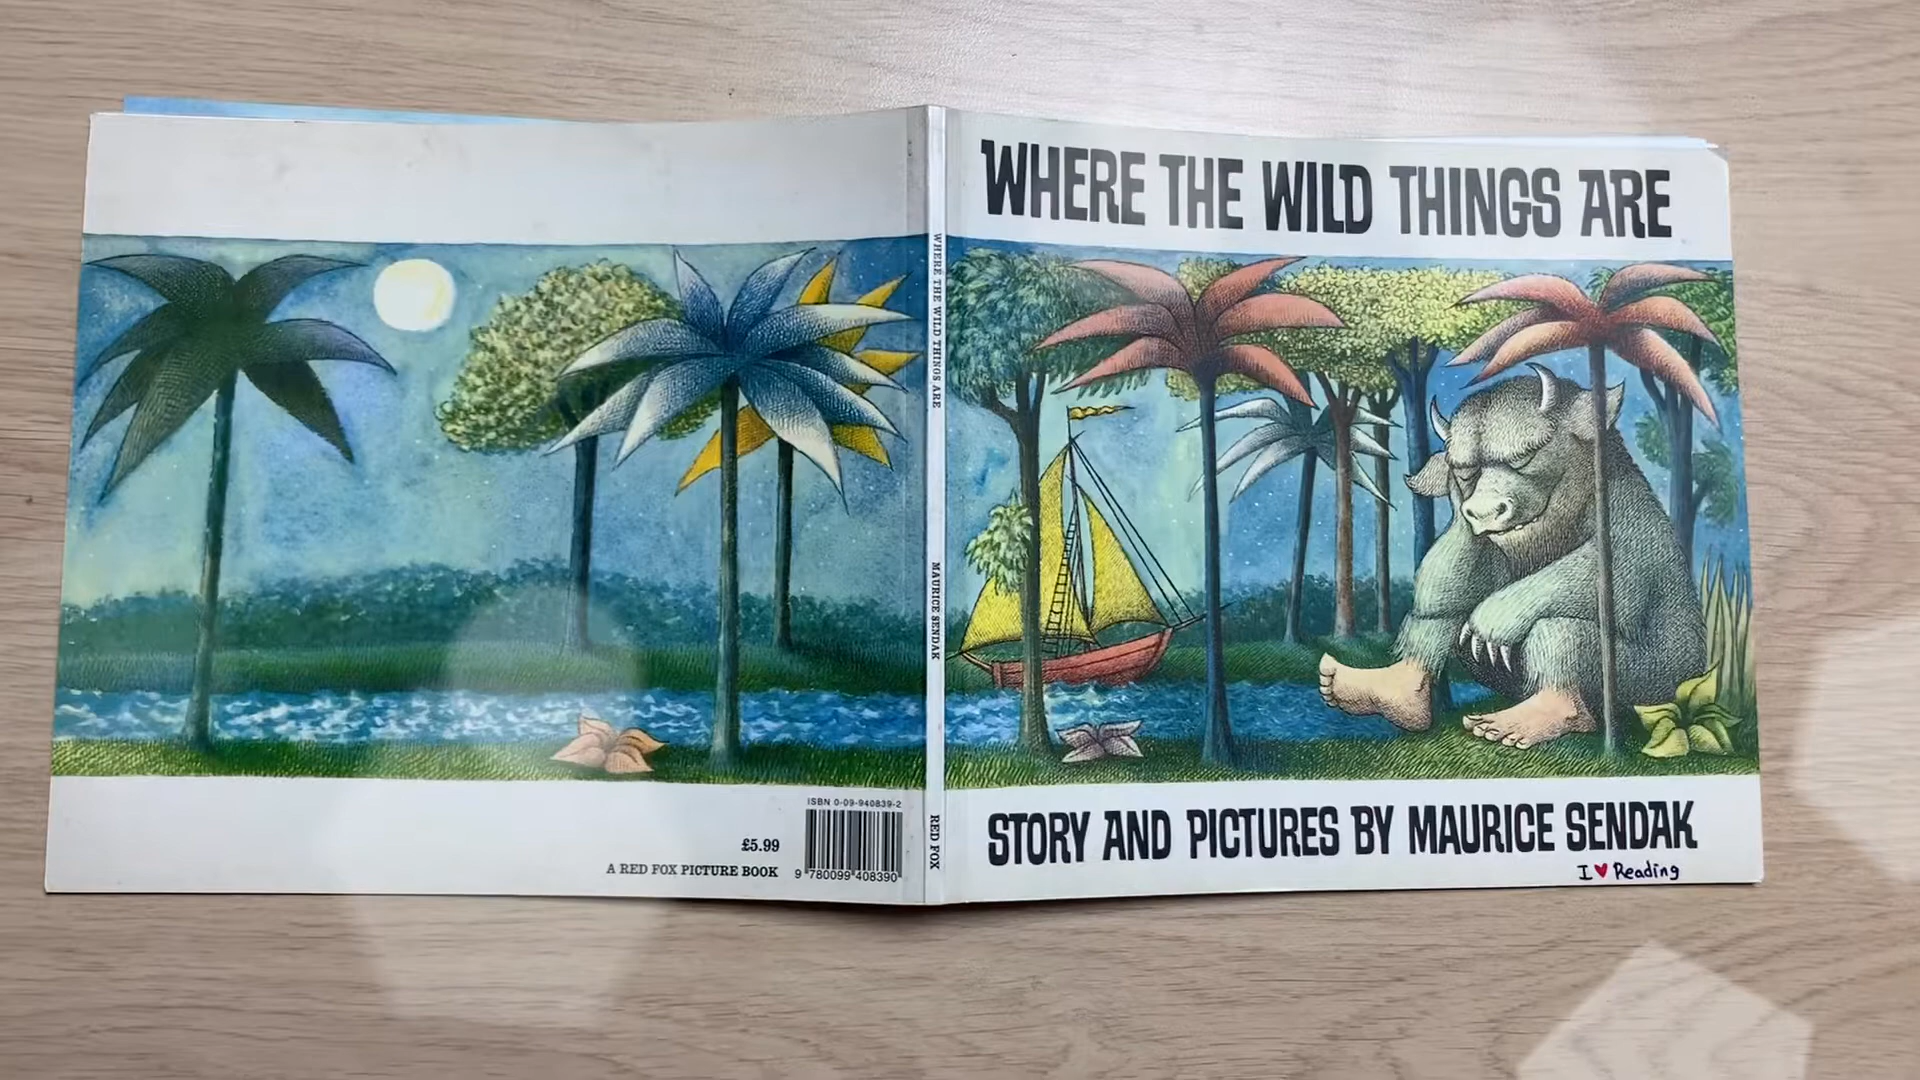 WHERE THE WILD THINGS ARE
STORY AND PICTURES BY MAURICE SENDAK
I ♥ Reading
WHERE THE WILD THINGS ARE
MAURICE SENDAK
RED FOX
ISBN 0-09-940839-2
£5.99
A RED FOX PICTURE BOOK
9 780099 408390